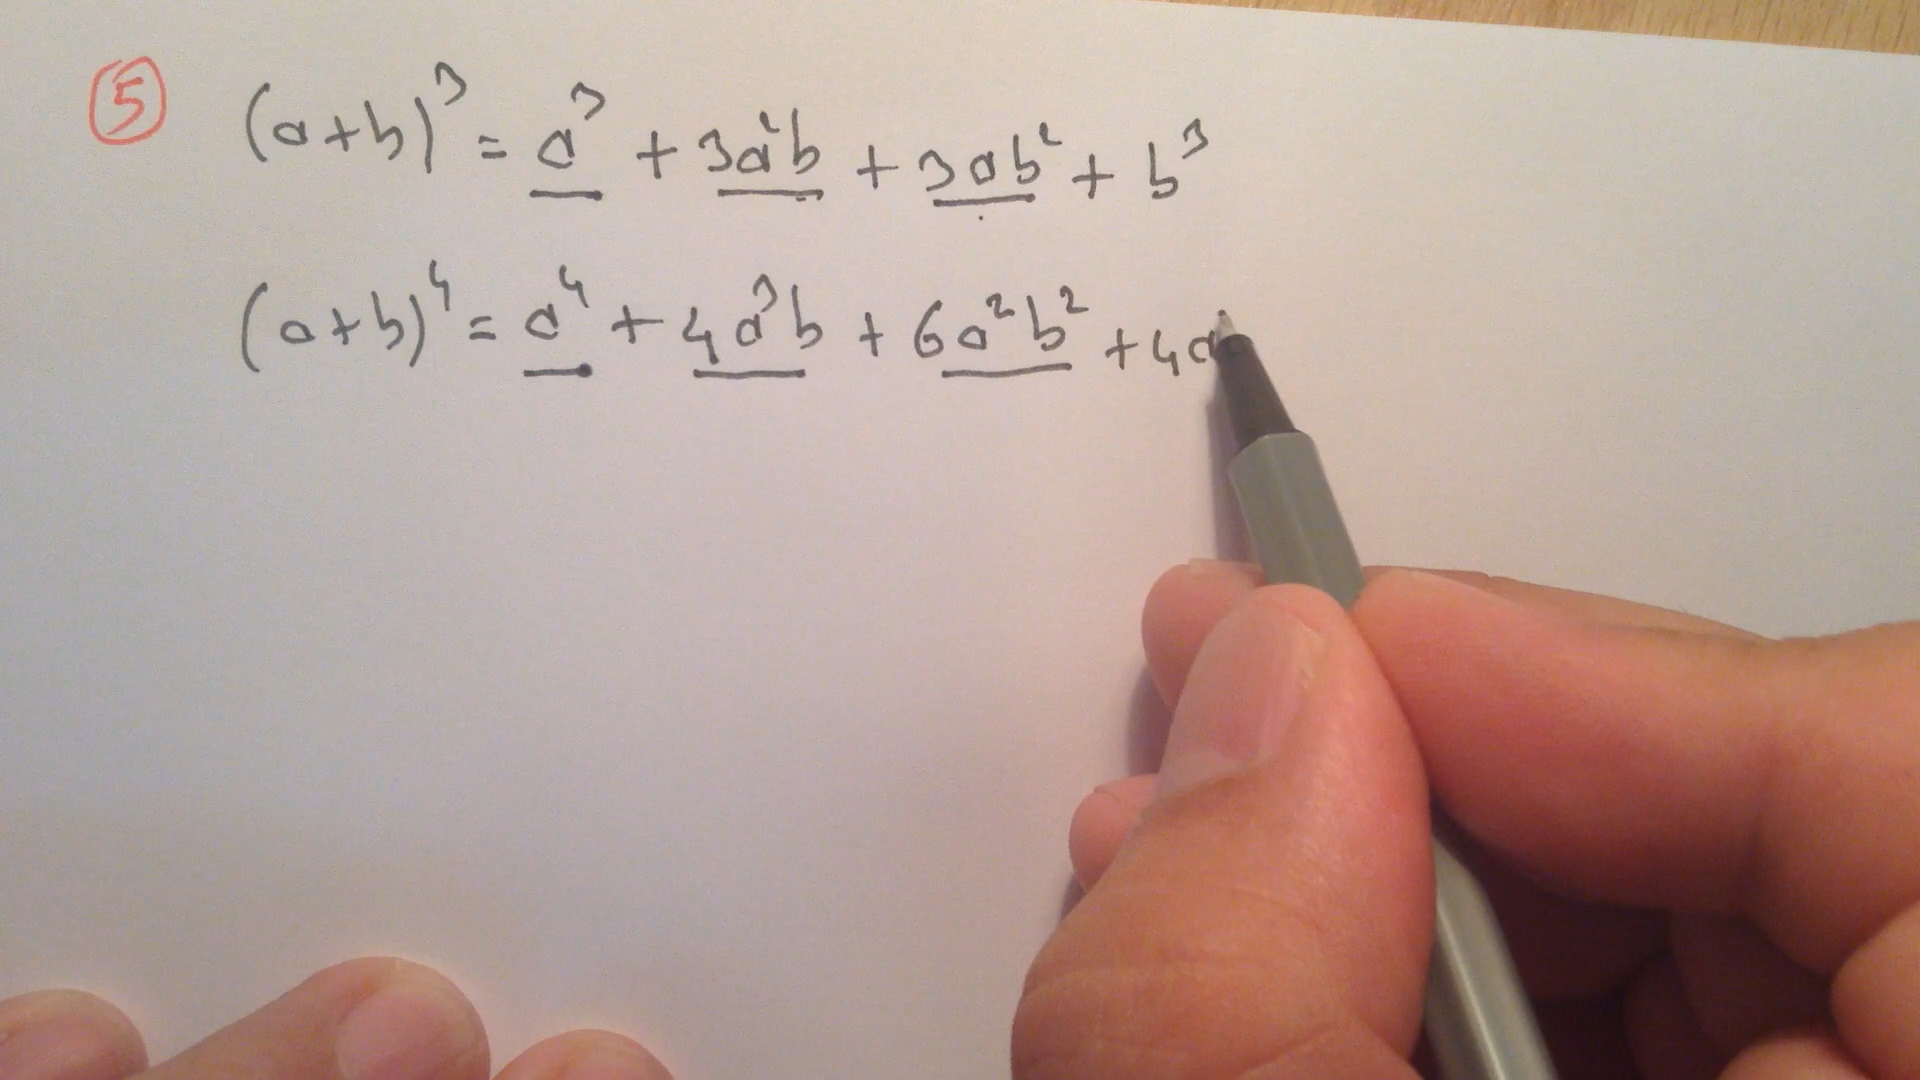 ⑤ (a+b)³ = a³ + 3a²b + 3ab² + b³
(a+b)⁴ = a⁴ + 4a³b + 6a²b² + 4a